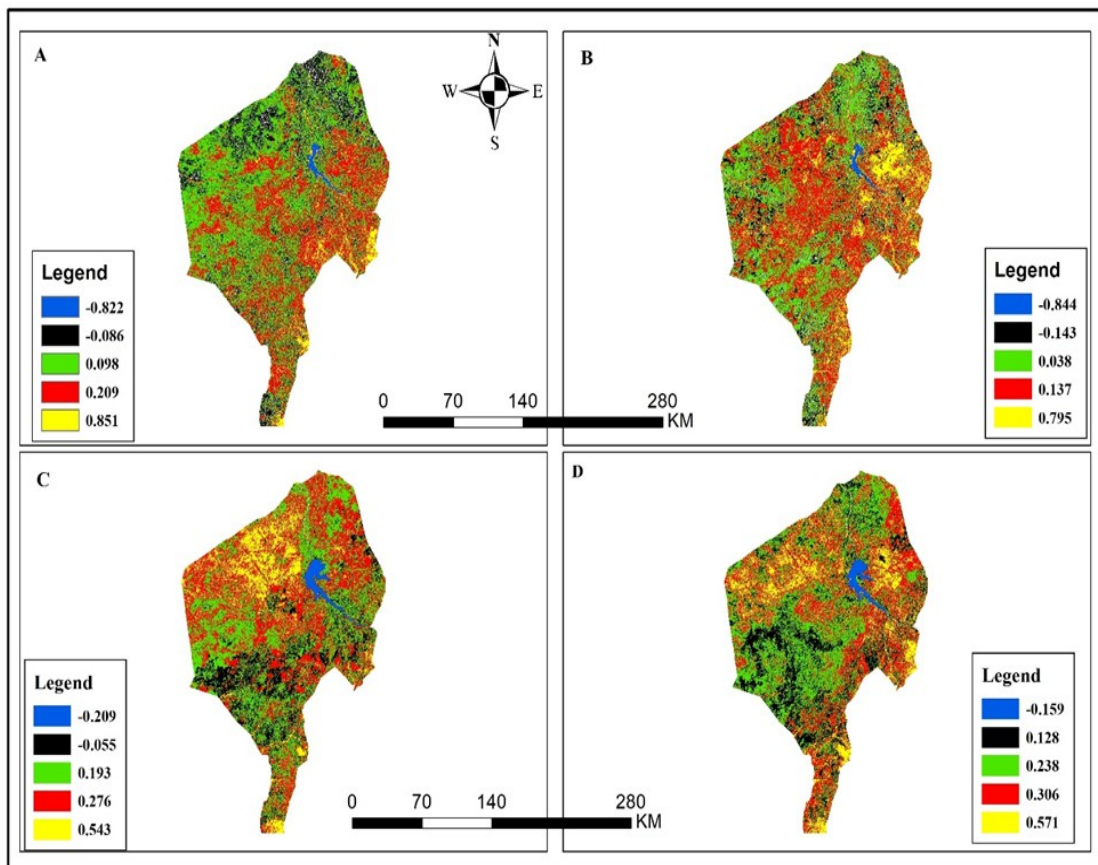 A
N
W E
S
Legend
-0.822
-0.086
0.098
0.209
0.851
B
Legend
-0.844
-0.143
0.038
0.137
0.795
0 70 140 280
KM
C
Legend
-0.209
-0.055
0.193
0.276
0.543
D
Legend
-0.159
0.128
0.238
0.306
0.571
0 70 140 280
KM